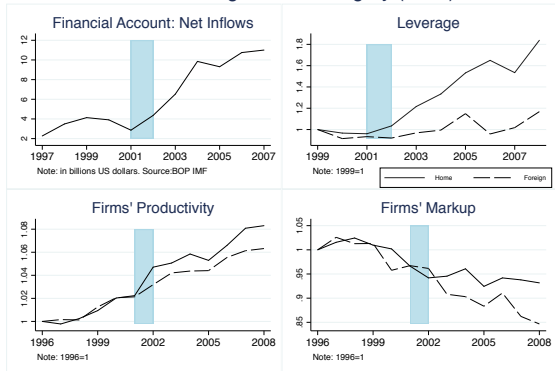 Financial Account: Net Inflows
12
10
8
6
4
2
1997 1999 2001 2003 2005 2007
Note: in billions US dollars. Source:BOP IMF
Leverage
1.8
1.6
1.4
1.2
1
1999 2001 2003 2005 2007
Note: 1999=1
Home Foreign
Firms' Productivity
1.08
1.06
1.04
1.02
1
1996 1999 2002 2005 2008
Note: 1996=1
Firms' Markup
1.05
1
.95
.9
.85
1996 1999 2002 2005 2008
Note: 1996=1